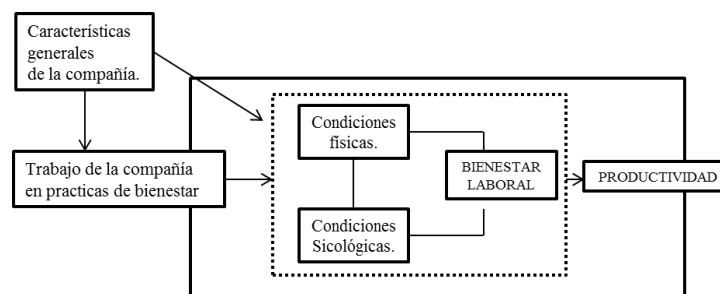 Características
generales
de la compañía.
Trabajo de la compañía
en practicas de bienestar
Condiciones
físicas.
BIENESTAR
LABORAL
Condiciones
Sicológicas.
PRODUCTIVIDAD